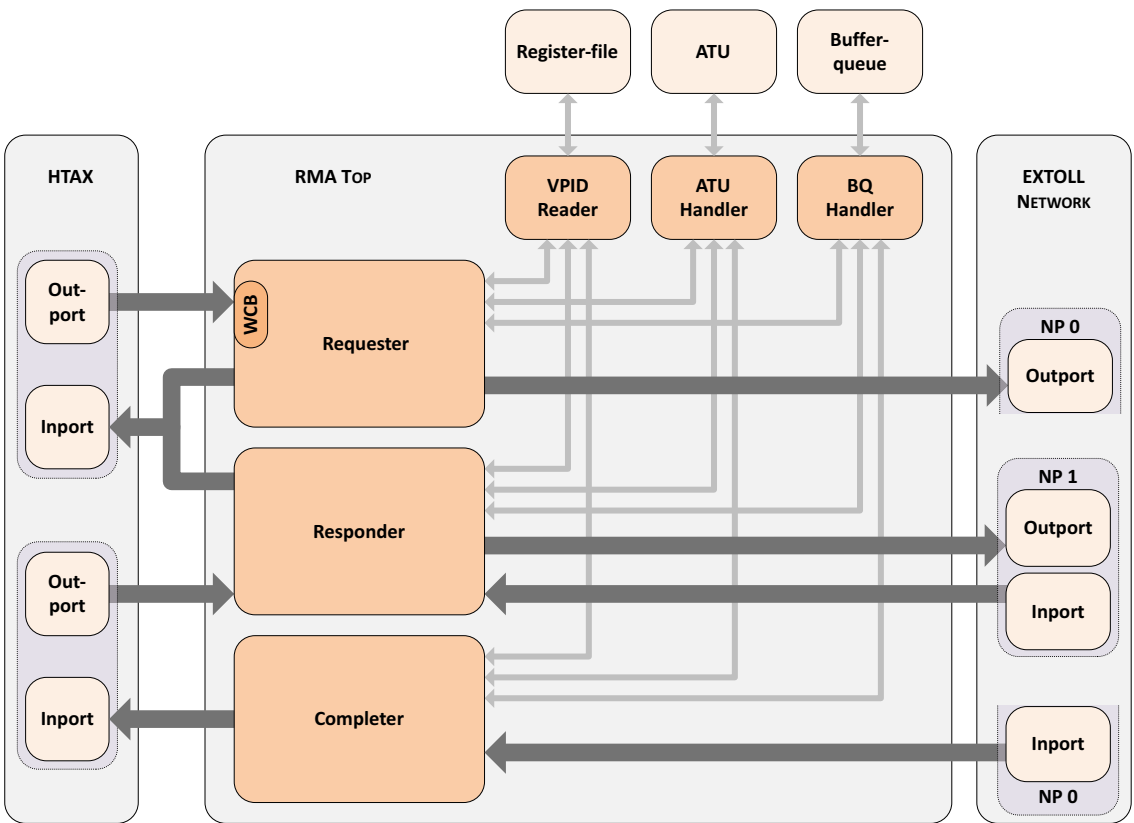 Register-file
ATU
Buffer-
queue
HTAX
RMA TOP
VPID
Reader
ATU
Handler
BQ
Handler
EXTOLL
NETWORK
Out-
port
WCB
Requester
Inport
NP 0
Outport
Responder
NP 1
Outport
Out-
port
Inport
Completer
Inport
Inport
NP 0